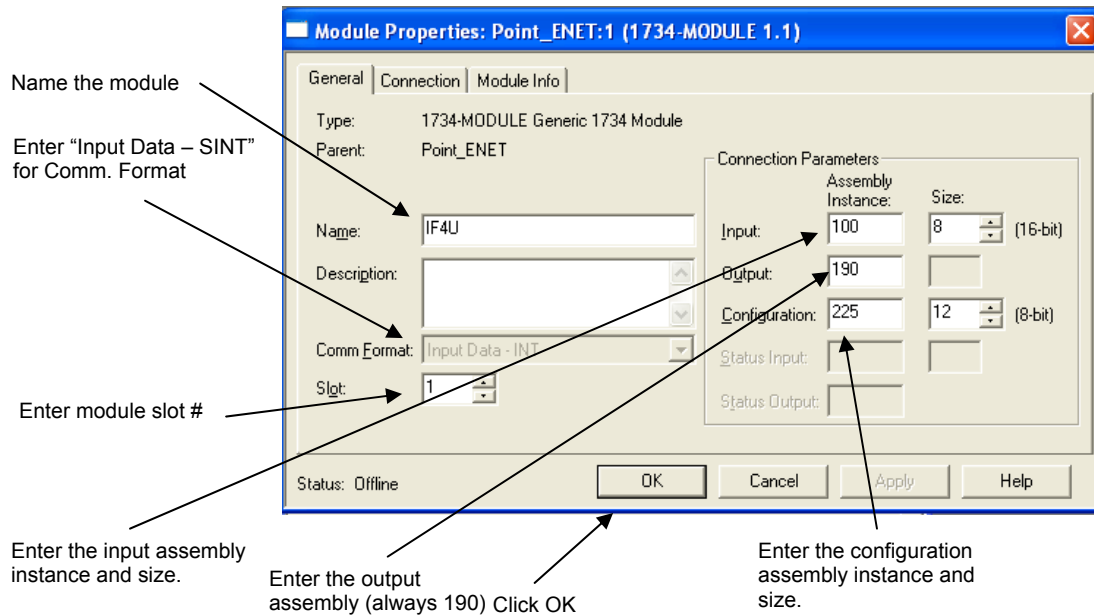 Module Properties: Point_ENET:1 (1734-MODULE 1.1)
General
Connection
Module Info
Name the module
Type: 1734-MODULE Generic 1734 Module
Enter “Input Data – SINT”
for Comm. Format
Parent: Point_ENET
Connection Parameters
Assembly
Instance:
Size:
Name: IF4U
Input: 100 8 (16-bit)
Description:
Output: 190
Configuration: 225 12 (8-bit)
Comm Format: Input Data - INT
Status Input:
Slot: 1
Enter module slot #
Status Output:
Status: Offline
OK
Cancel
Apply
Help
Enter the input assembly
instance and size.
Enter the output
assembly (always 190)
Click OK
Enter the configuration
assembly instance and
size.